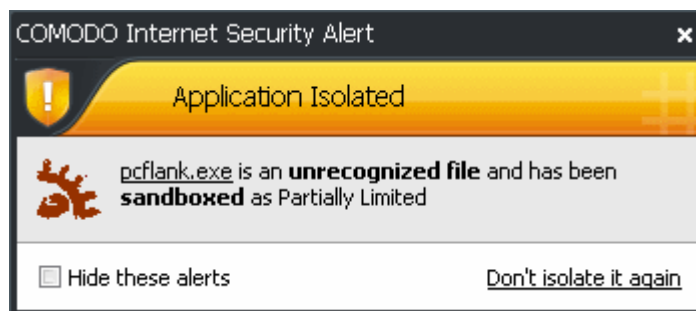 COMODO Internet Security Alert
Application Isolated
pcflank.exe is an unrecognized file and has been
sandboxed as Partially Limited
Hide these alerts
Don't isolate it again